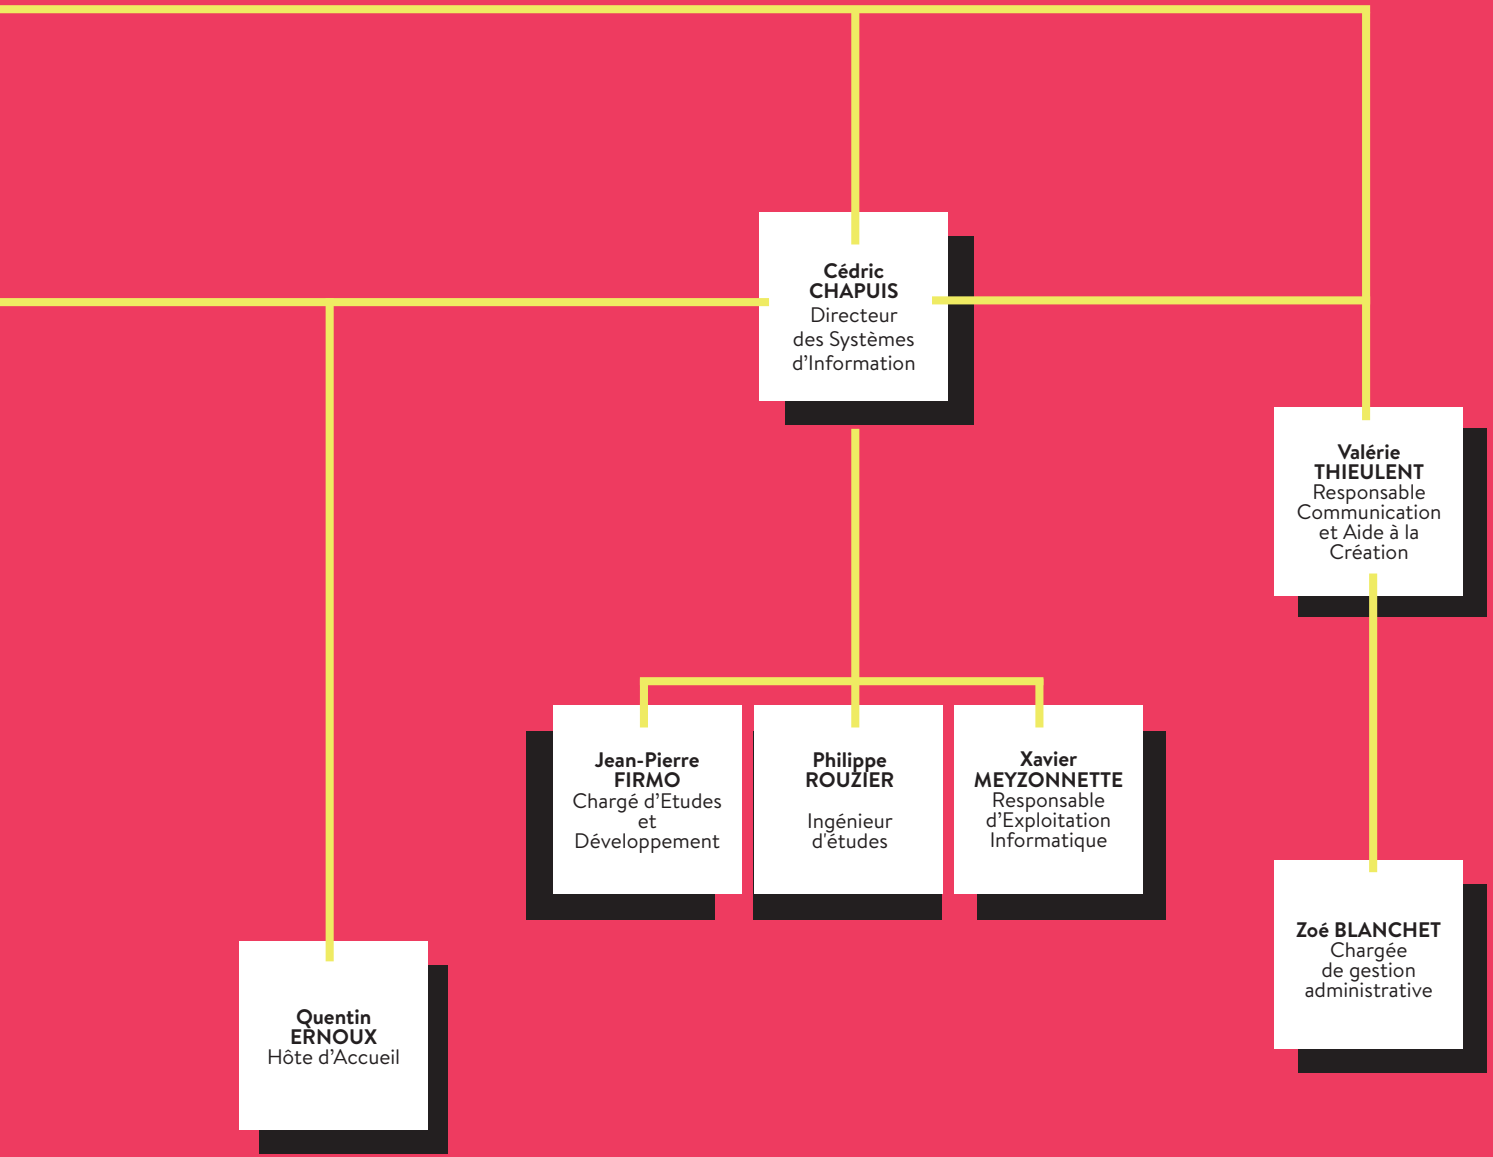 Cédric
CHAPUIS
Directeur
des Systèmes
d’Information
Valérie
THIEULENT
Responsable
Communication
et Aide à la
Création
Jean-Pierre
FIRMO
Chargé d’Etudes
et
Développement
Philippe
ROUZIER
Ingénieur
d'études
Xavier
MEYZONNETTE
Responsable
d’Exploitation
Informatique
Zoé BLANCHET
Chargée
de gestion
administrative
Quentin
ERNOUX
Hôte d’Accueil